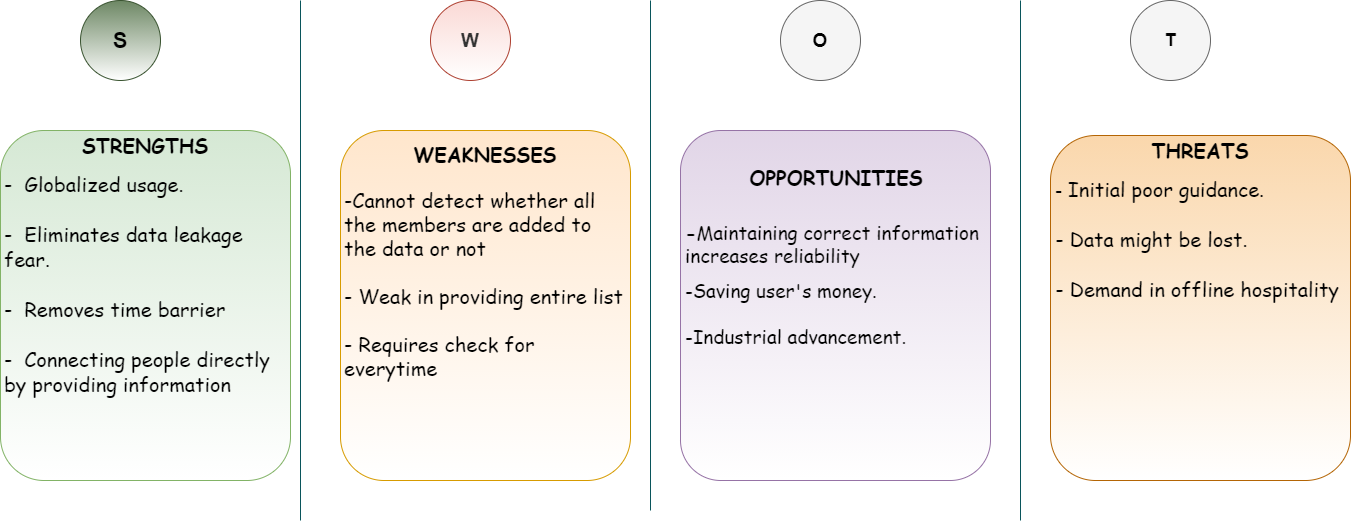 S
W
O
T
STRENGTHS
- Globalized usage.
- Eliminates data leakage
fear.
- Removes time barrier
- Connecting people directly
by providing information
WEAKNESSES
-Cannot detect whether all
the members are added to
the data or not
- Weak in providing entire list
- Requires check for
everytime
OPPORTUNITIES
-Maintaining correct information
increases reliability
-Saving user's money.
-Industrial advancement.
THREATS
- Initial poor guidance.
- Data might be lost.
- Demand in offline hospitality